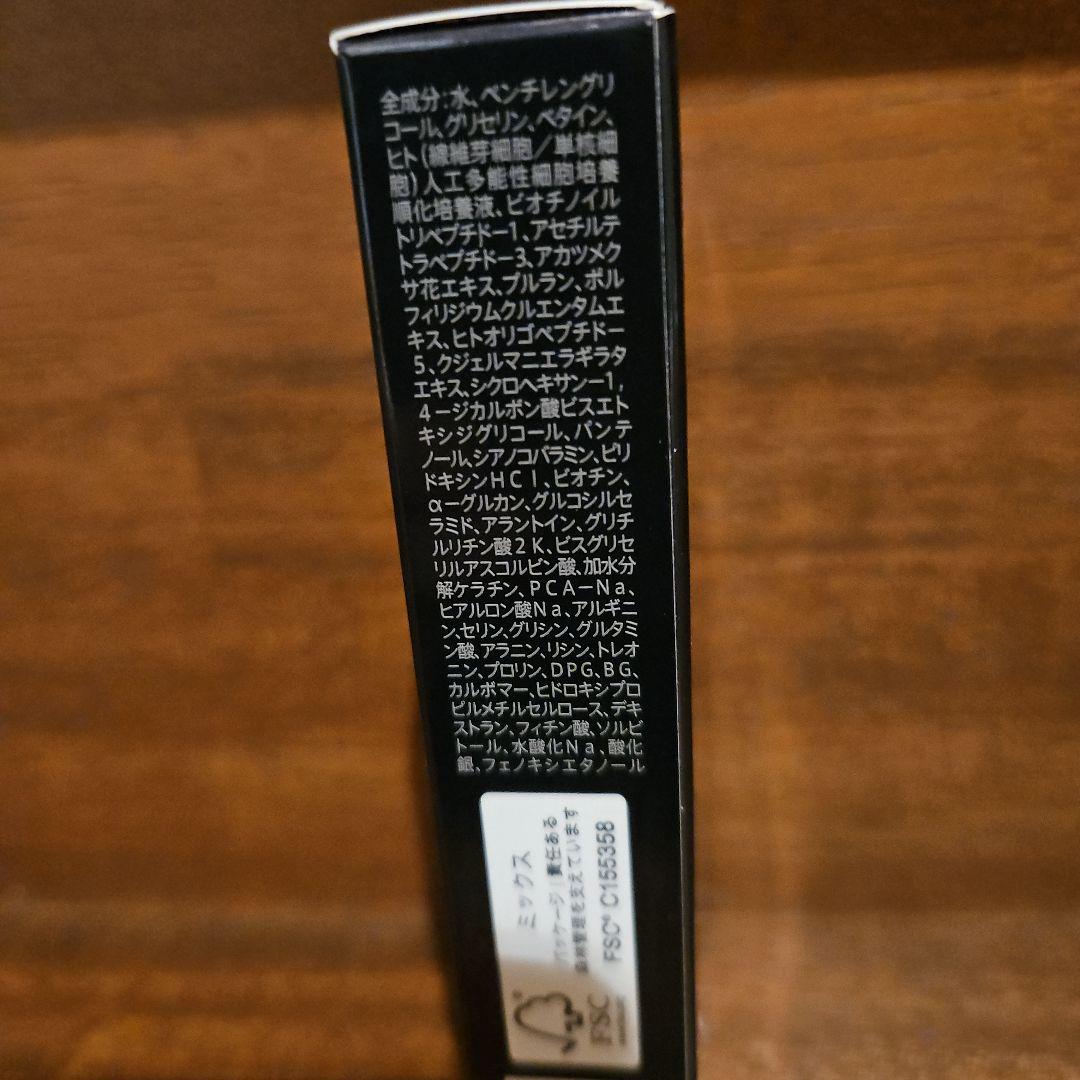 全成分:水、ペンチレングリ
コール、グリセリン、ベタイン、
ヒト(線維芽細胞/単核細
胞)人工多能性細胞培養
順化培養液、ビオチノイル
トリペプチドー1、アセチルテ
トラペプチドー3、アカツメク
サ花エキス、プルラン、ポル
フィリジウムクルエンタムエ
キス、ヒトオリゴペプチドー
5、クジェルマニエラギラタ
エキス、シクロヘキサンー1,
4ージカルボン酸ビスエト
キシジグリコール、パンテ
ノール、シアノコバラミン、ピリ
ドキシンHCl、ビオチン、
αーグルカン、グルコシルセ
ラミド、アラントイン、グリチ
ルリチン酸2K、ビスグリセ
リルアスコルビン酸、加水分
解ケラチン、PCAーNa、
ヒアルロン酸Na、アルギニ
ン、セリン、グリシン、グルタミ
ン酸、アラニン、リシン、トレオ
ニン、プロリン、DPG、BG、
カルボマー、ヒドロキシプロ
ピルメチルセルロース、デキ
ストラン、フィチン酸、ソルビ
トール、水酸化Na、酸化
銀、フェノキシエタノール
ミックス
パッケージ|責任ある
森林管理を支えています
FSC® C155358
FSC